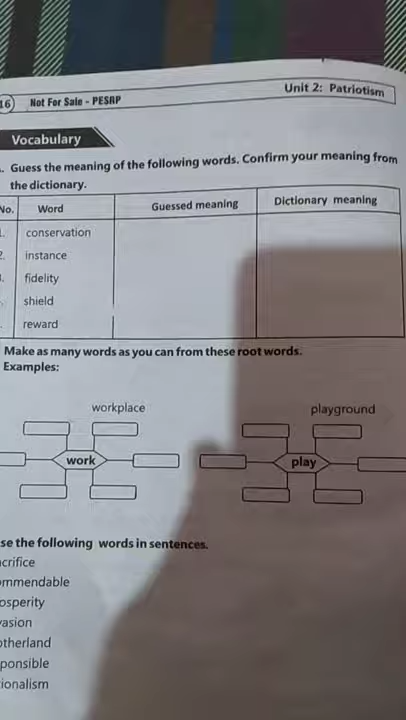 16 Not For Sale - PESRP Unit 2: Patriotism
Vocabulary
. Guess the meaning of the following words. Confirm your meaning from
the dictionary.
No. Word Guessed meaning Dictionary meaning
1. conservation
2. instance
3. fidelity
shield
reward
Make as many words as you can from these root words.
Examples:
workplace playground
work play
se the following words in sentences.
crifice
mmendable
osperity
asion
otherland
ponsible
ionalism